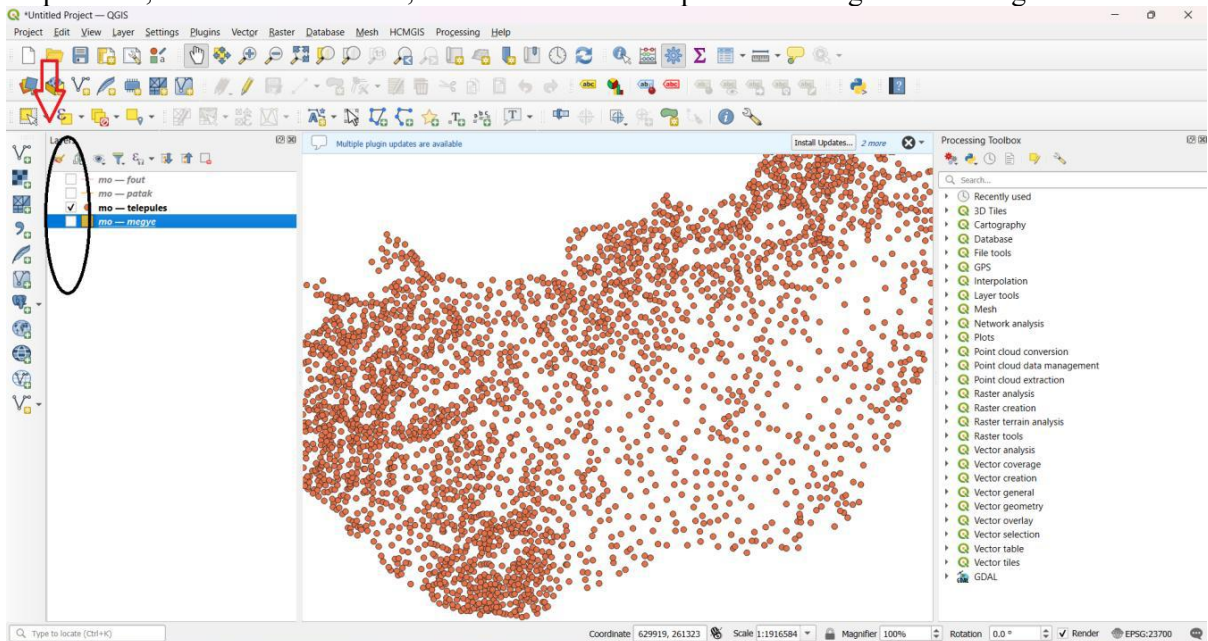 *Untitled Project — QGIS
Project Edit View Layer Settings Plugins Vector Raster Database Mesh HCMGIS Processing Help
abc
abc
ab
abc
T
T
Layers
Multiple plugin updates are available
Install Updates...
2 more
mo — fout
mo — patak
mo — telepules
mo — megye
Processing Toolbox
Search...
Recently used
3D Tiles
Cartography
Database
File tools
GPS
Interpolation
Layer tools
Mesh
Network analysis
Plots
Point cloud conversion
Point cloud data management
Point cloud extraction
Raster analysis
Raster creation
Raster terrain analysis
Raster tools
Vector analysis
Vector coverage
Vector creation
Vector general
Vector geometry
Vector overlay
Vector selection
Vector table
Vector tiles
GDAL
Type to locate (Ctrl+K)
Coordinate 629919, 261323 Scale 1:1916584 Magnifier 100% Rotation 0.0 ° Render EPSG:23700